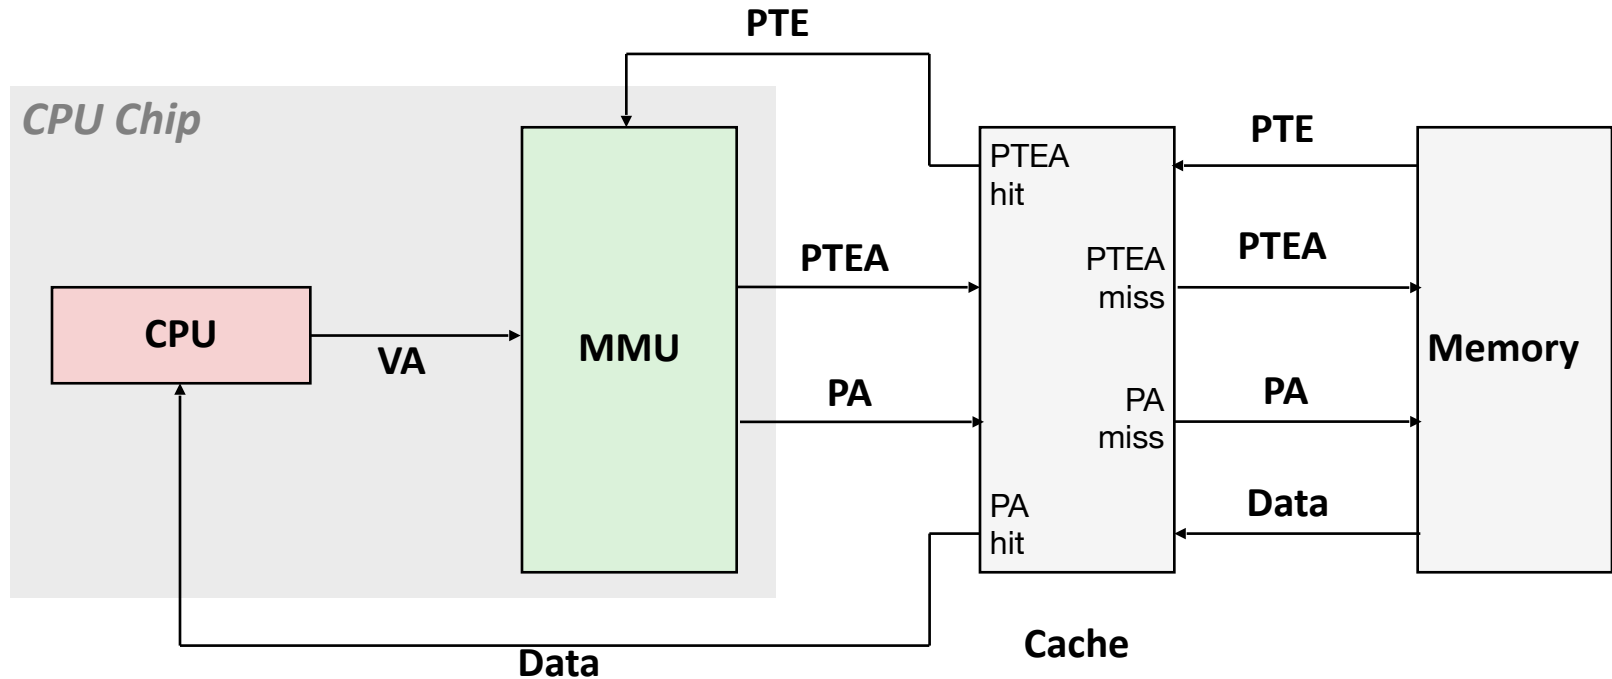 PTE
CPU Chip
PTEA
hit
PTE
PTEA
PTEA
miss
PTEA
CPU
VA
MMU
Memory
PA
PA
miss
PA
PA
hit
Data
Cache
Data